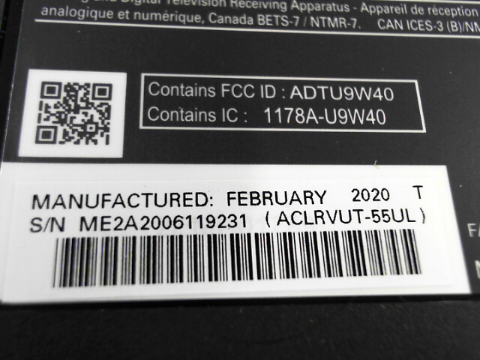 and Digital Television Receiving Apparatus - Appareil de réception
analogique et numérique, Canada BETS-7 / NTMR-7. CAN ICES-3 (B)/NM
Contains FCC ID : ADTU9W40
Contains IC : 1178A-U9W40
MANUFACTURED: FEBRUARY 2020 T
S/N ME2A2006119231 (ACLRVUT-55UL)